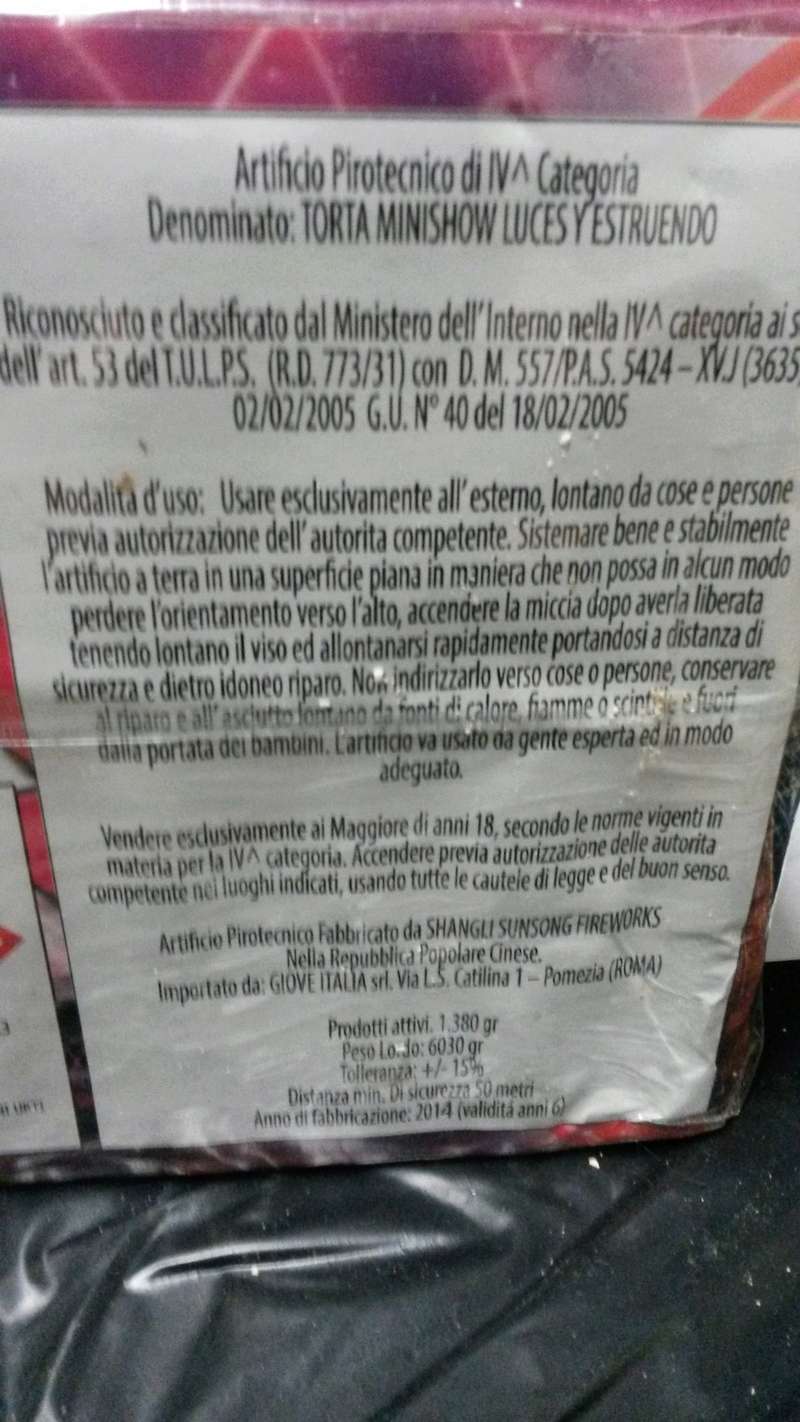 Artificio Pirotecnico di IV^ Categoria
Denominato: TORTA MINISHOW LUCES Y ESTRUENDO
Riconosciuto e classificato dal Ministero dell' Interno nella IV^ categoria ai s
dell' art. 53 del T.U.L.P.S. (R.D. 773/31) con D. M. 557/P.A.S. 5424 – XV.J (3635
02/02/2005 G.U. N° 40 del 18/02/2005
Modalità d'uso: Usare esclusivamente all' esterno, lontano da cose e persone
previa autorizzazione dell' autorita competente. Sistemare bene e stabilmente
l'artificio a terra in una superficie piana in maniera che non possa in alcun modo
perdere l'orientamento verso l'alto, accendere la miccia dopo averla liberata
tenendo lontano il viso ed allontanarsi rapidamente portandosi a distanza di
sicurezza e dietro idoneo riparo. Non indirizzarlo verso cose o persone, conservare
al riparo e all' asciutto lontano da fonti di calore, fiamme o scintille e fuori
dalla portata dei bambini. L'artificio va usato da gente esperta ed in modo
adeguato.
Vendere esclusivamente ai Maggiore di anni 18, secondo le norme vigenti in
materia per la IV^ categoria. Accendere previa autorizzazione delle autorita
competente nei luoghi indicati, usando tutte le cautele di legge e del buon senso.
Artificio Pirotecnico Fabbricato da SHANGLI SUNSONG FIREWORKS
Nella Repubblica Popolare Cinese.
Importato da: GIOVE ITALIA srl. Via L.S. Catilina 1 – Pomezia (ROMA)
Prodotti attivi. 1.380 gr
Peso Lordo: 6030 gr
Tolleranza: +/- 15%
Distanza min. Di sicurezza 50 metri
Anno di fabbricazione: 2014 (validitá anni 6)